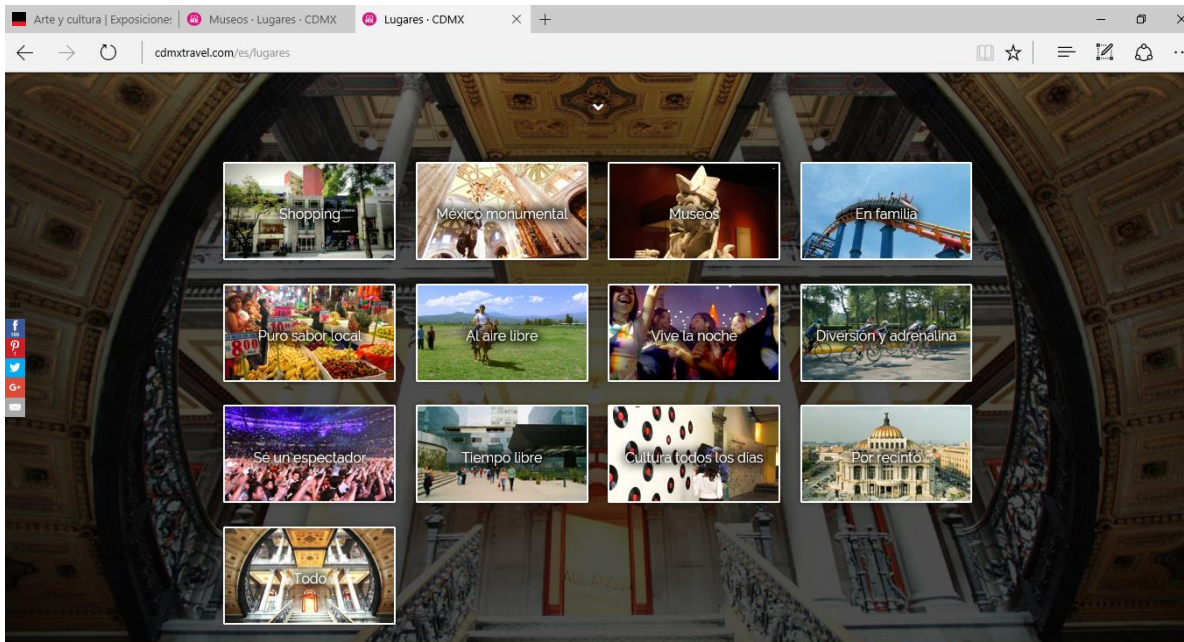 Arte y cultura | Exposicione:
Museos · Lugares · CDMX
Lugares · CDMX
cdmxtravel.com/es/lugares
Shopping
México monumental
Museos
En familia
Puro sabor local
Al aire libre
Vive la noche
Diversión y adrenalina
Sé un espectador
Tiempo libre
Cultura todos los días
Por recinto
Todo